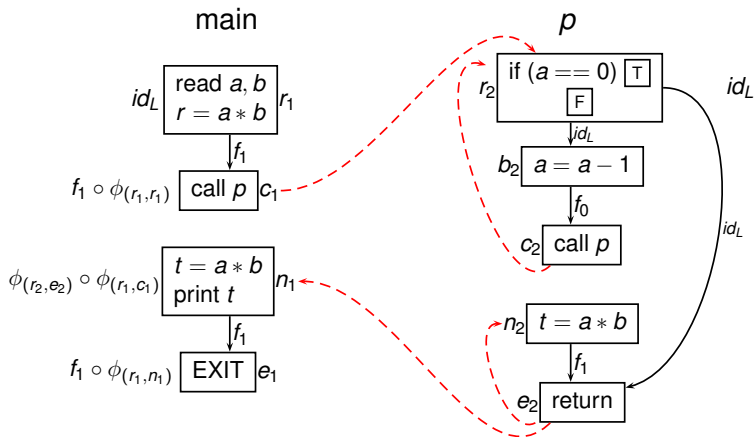 main
id_L
read a, b
r = a ∗ b
r_1
f_1
f_1 ∘ ϕ_(r_1,r_1)
call p
c_1
ϕ_(r_2,e_2) ∘ ϕ_(r_1,c_1)
t = a ∗ b
print t
n_1
f_1
f_1 ∘ ϕ_(r_1,n_1)
EXIT
e_1
p
r_2
if (a == 0) T
F
id_L
id_L
b_2
a = a − 1
f_0
c_2
call p
id_L
n_2
t = a ∗ b
f_1
e_2
return